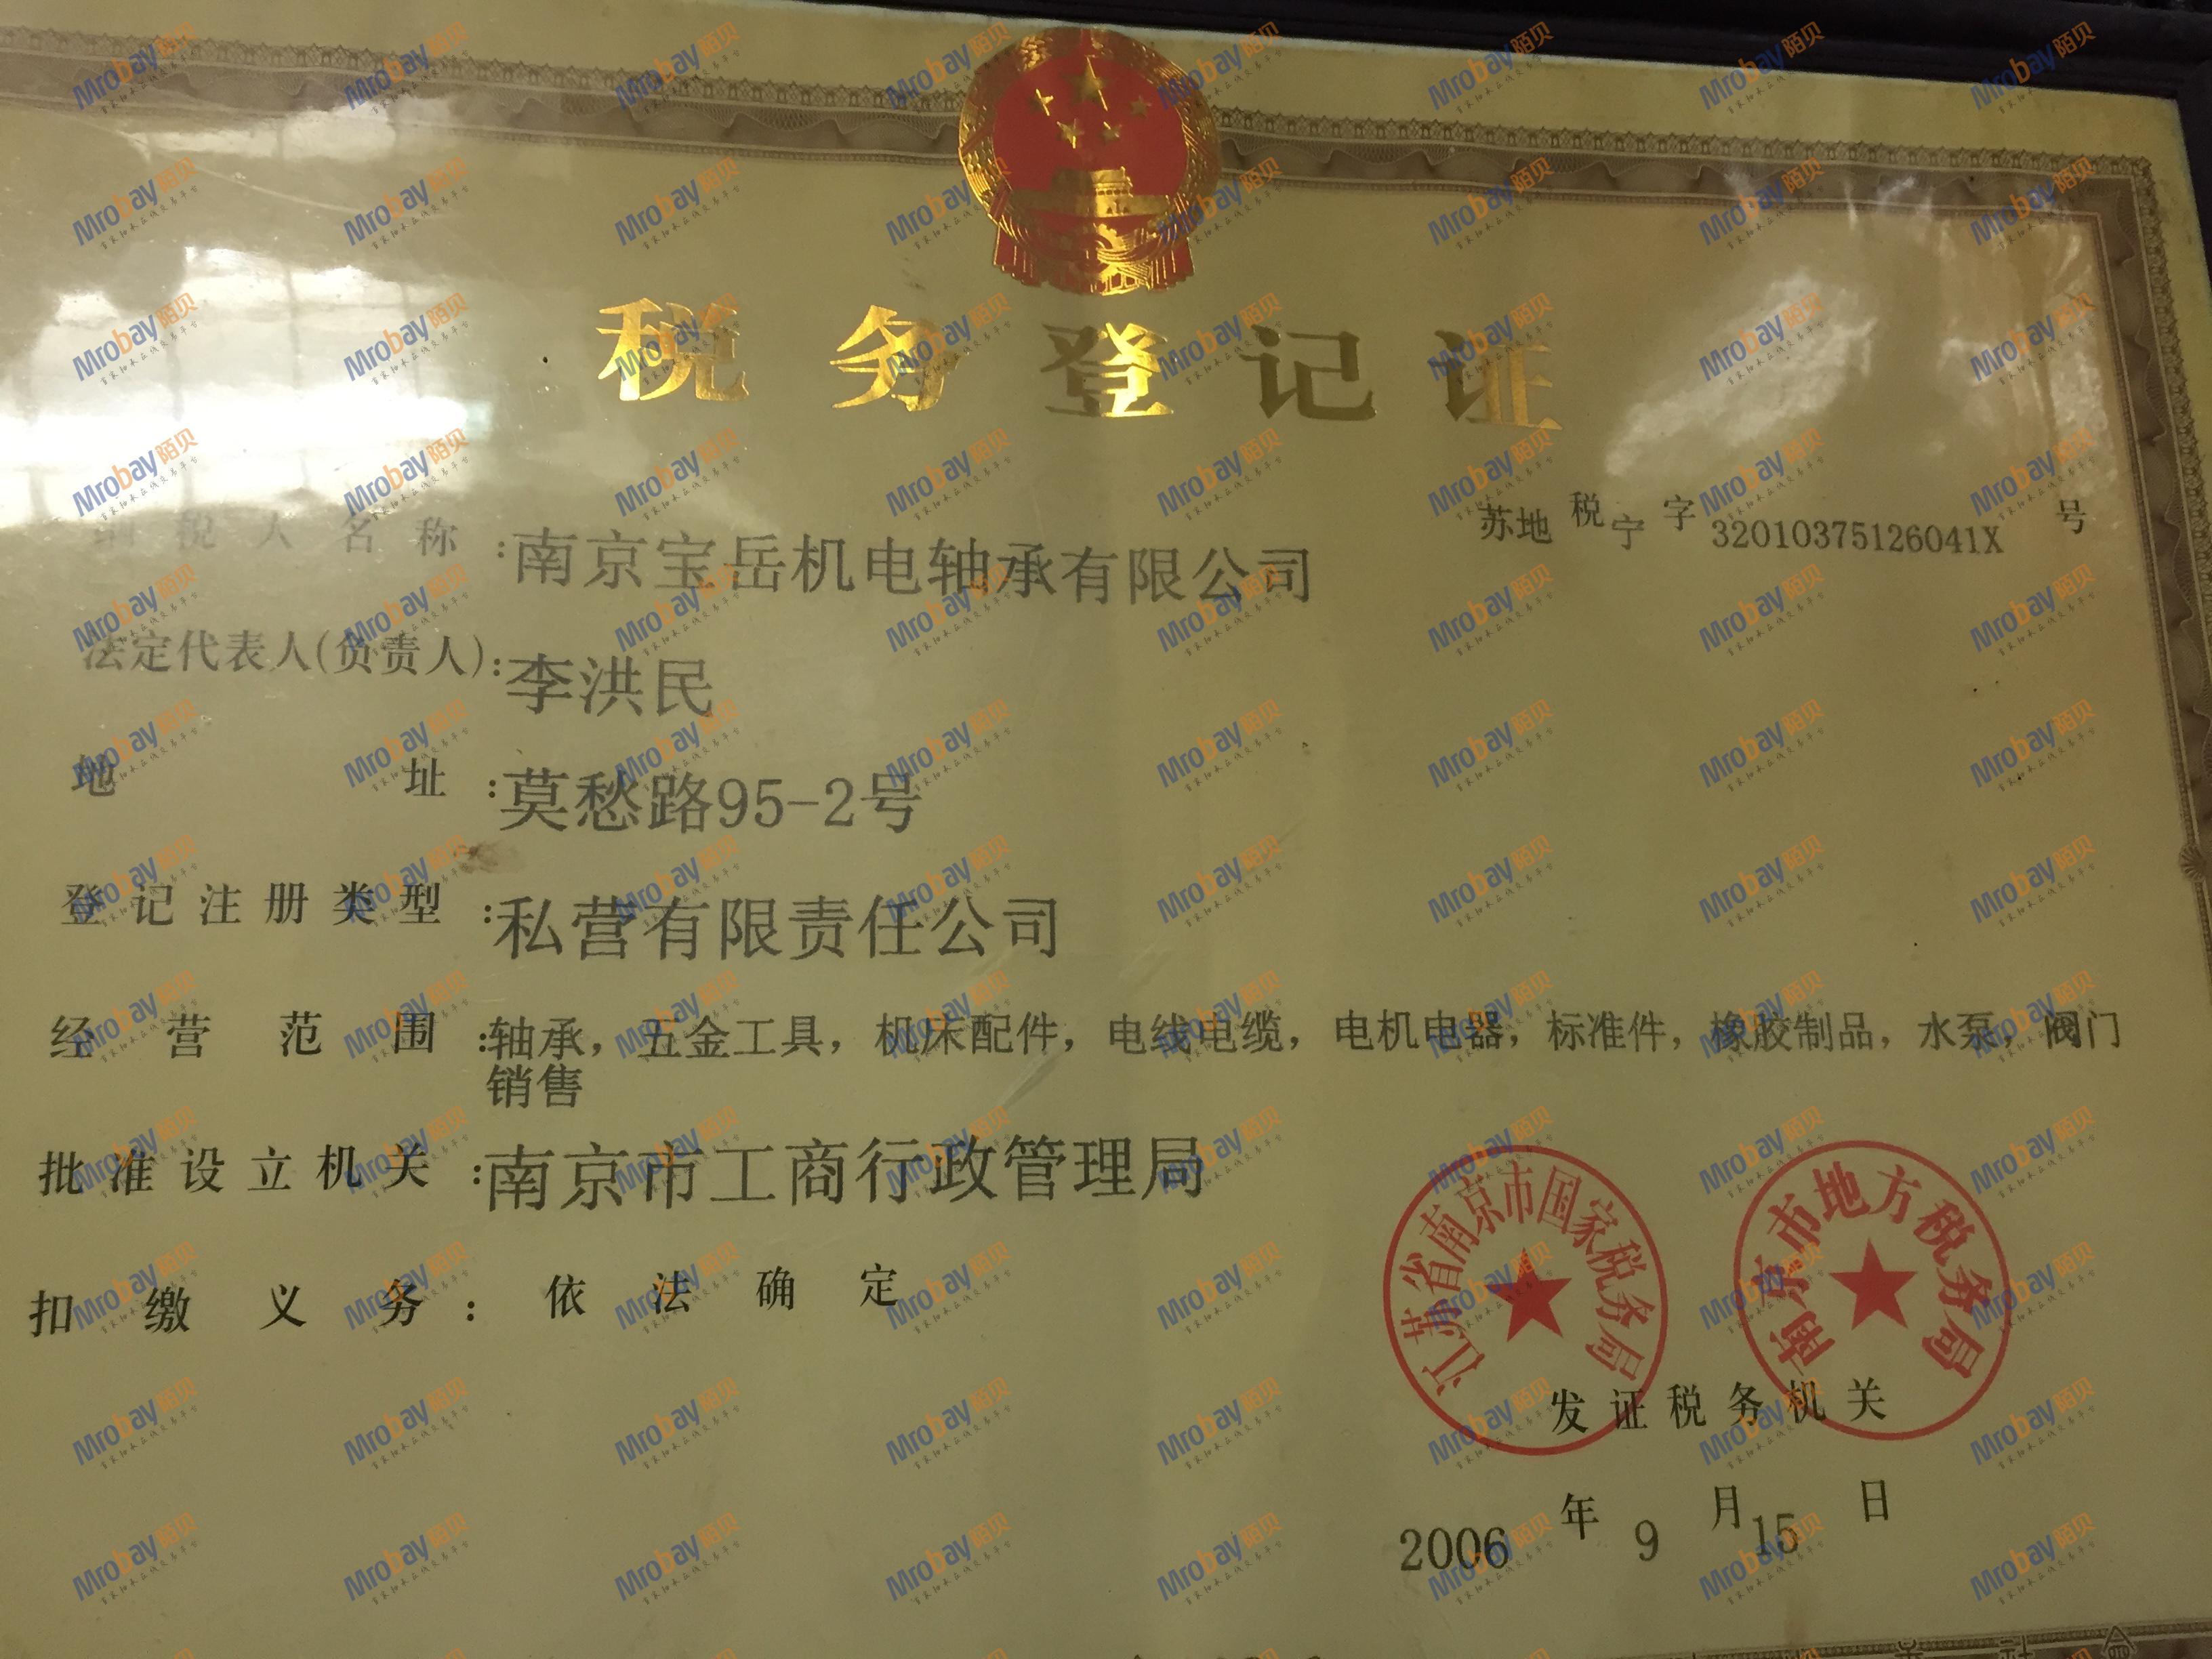 税务登记证
苏地税宁字32010375126041X号
纳税人名称:南京宝岳机电轴承有限公司
法定代表人(负责人):李洪民
地址:莫愁路95-2号
登记注册类型:私营有限责任公司
经营范围:轴承，五金工具，机床配件，电线电缆，电机电器，标准件，橡胶制品，水泵，阀门
销售
批准设立机关:南京市工商行政管理局
扣缴义务:依法确定
江苏省南京市国家税务局
南京市地方税务局
发证税务机关
2006年9月15日
Mrobay陌贝